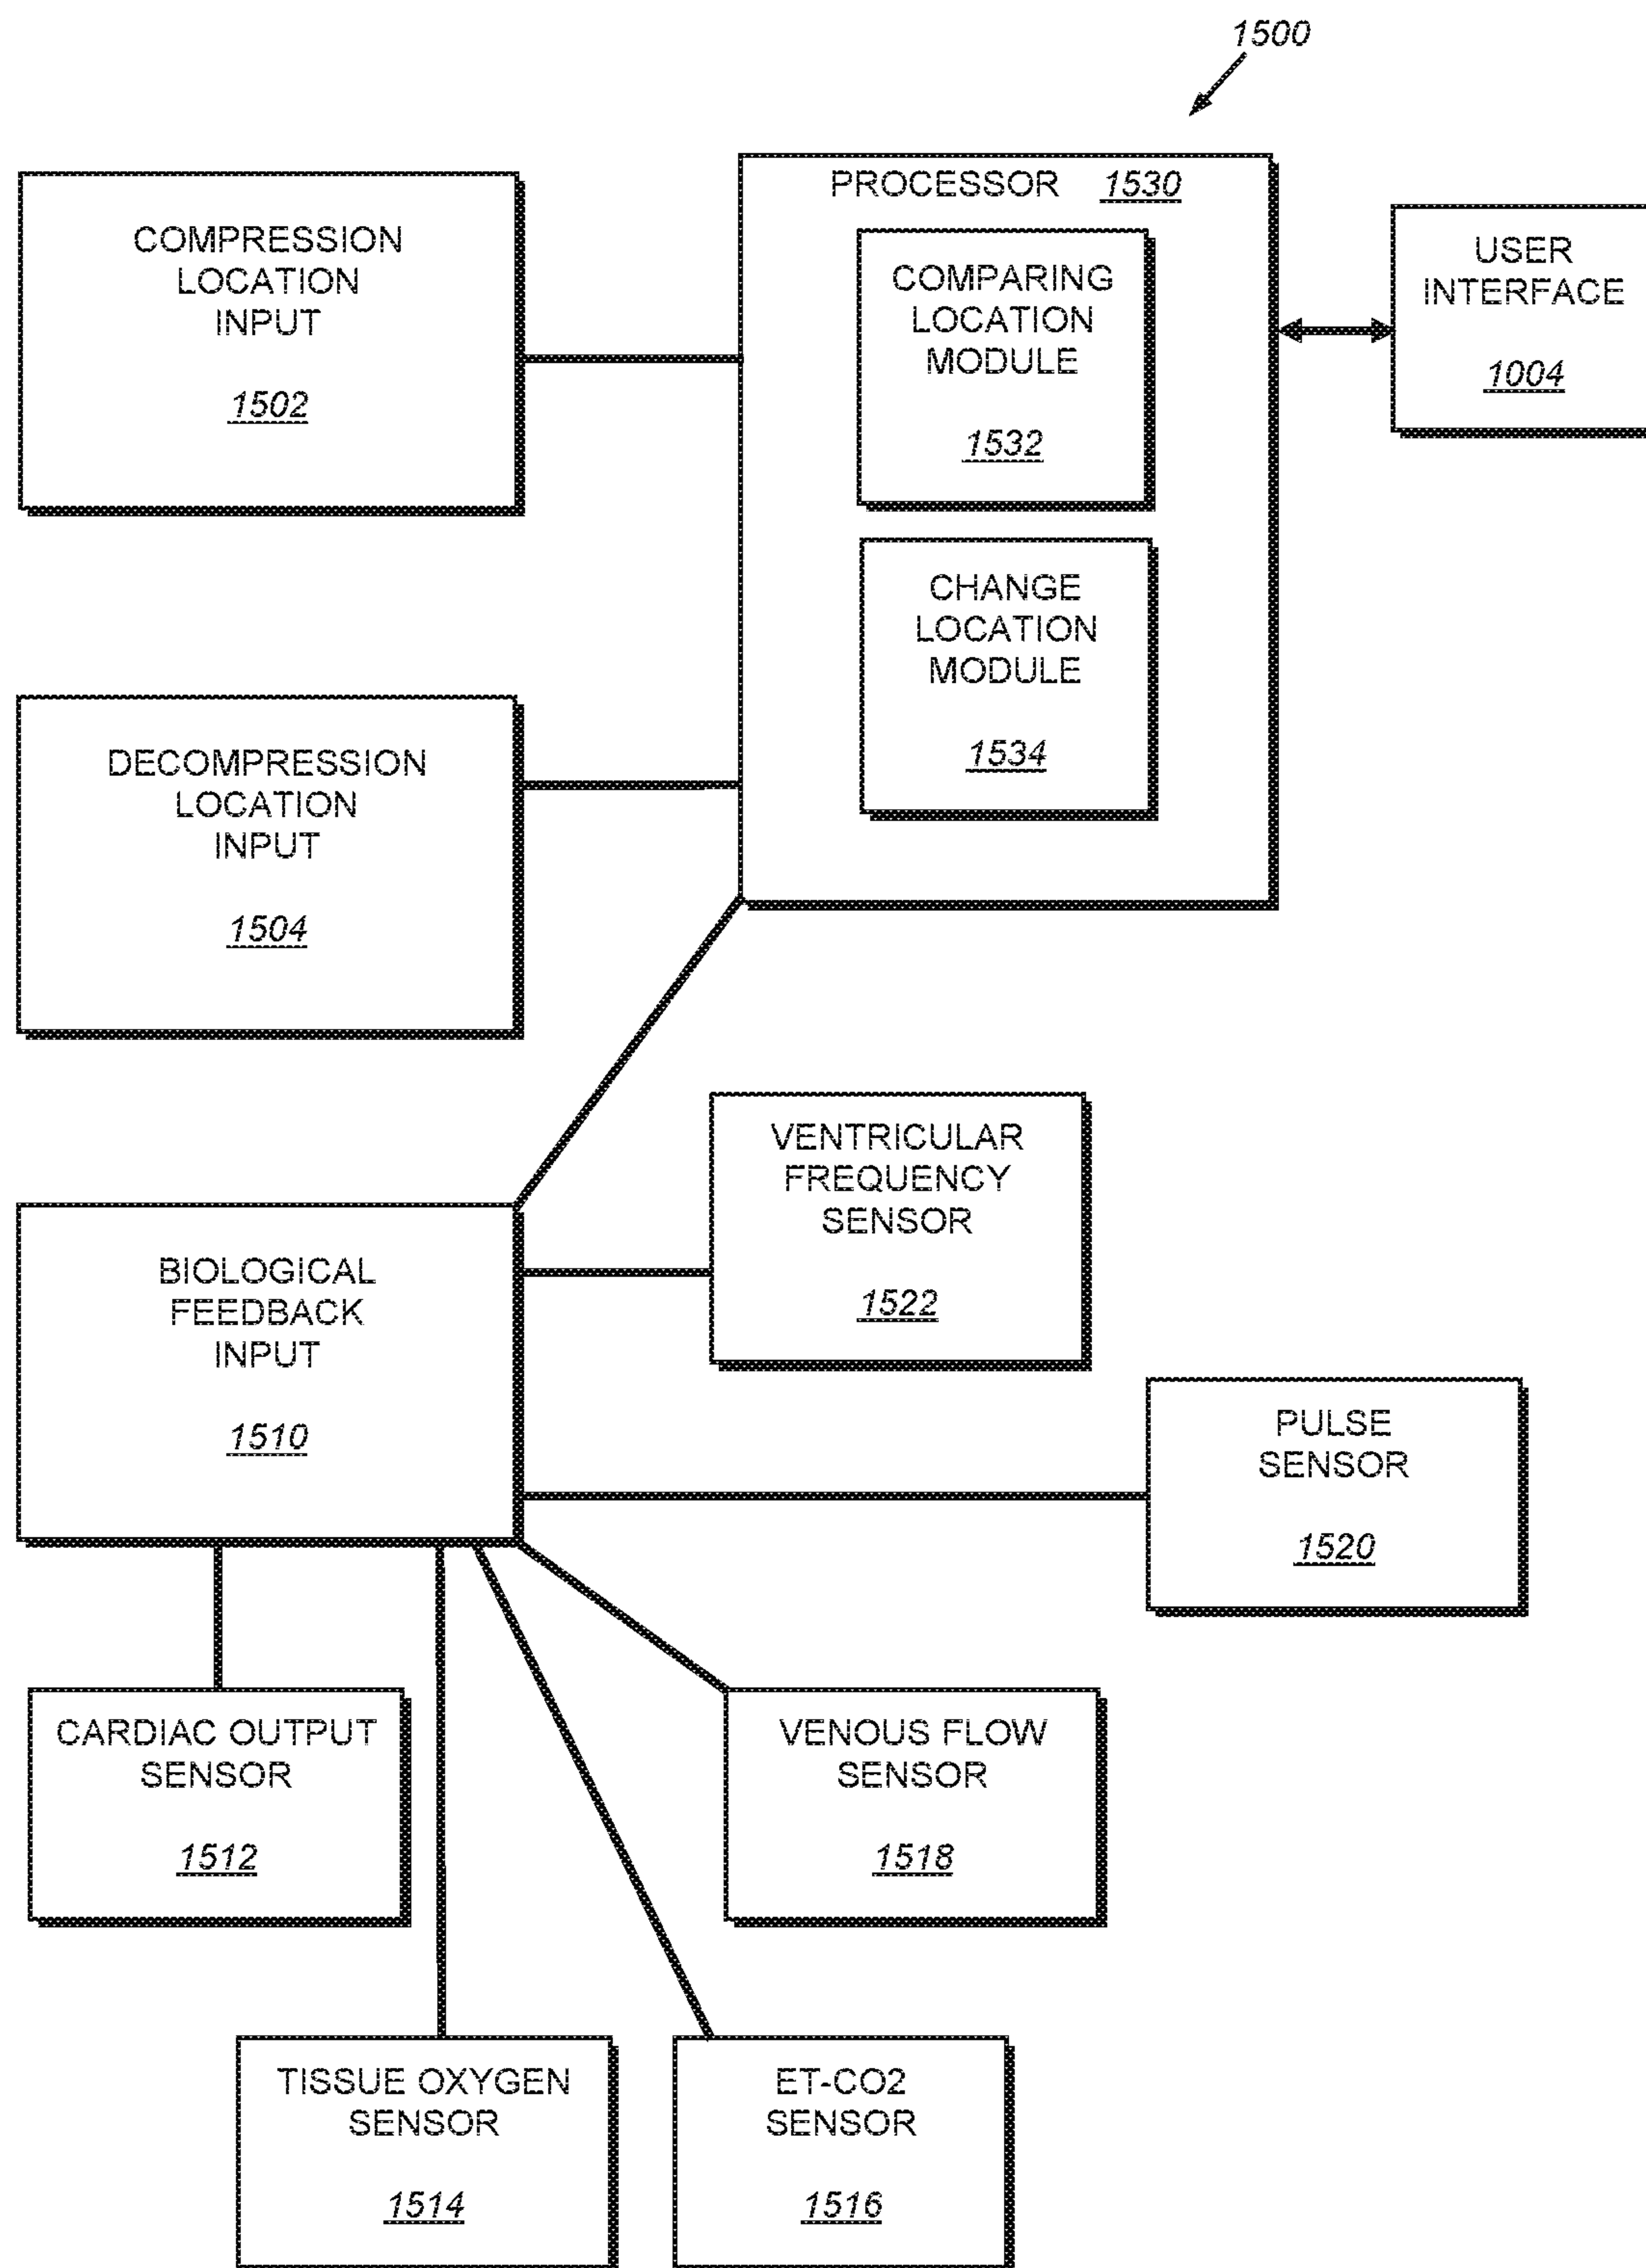 1500
COMPRESSION
LOCATION
INPUT
1502
PROCESSOR 1530
COMPARING
LOCATION
MODULE
1532
USER
INTERFACE
1004
CHANGE
LOCATION
MODULE
1534
DECOMPRESSION
LOCATION
INPUT
1504
VENTRICULAR
FREQUENCY
SENSOR
1522
BIOLOGICAL
FEEDBACK
INPUT
1510
PULSE
SENSOR
1520
CARDIAC OUTPUT
SENSOR
1512
VENOUS FLOW
SENSOR
1518
TISSUE OXYGEN
SENSOR
1514
ET-CO2
SENSOR
1516